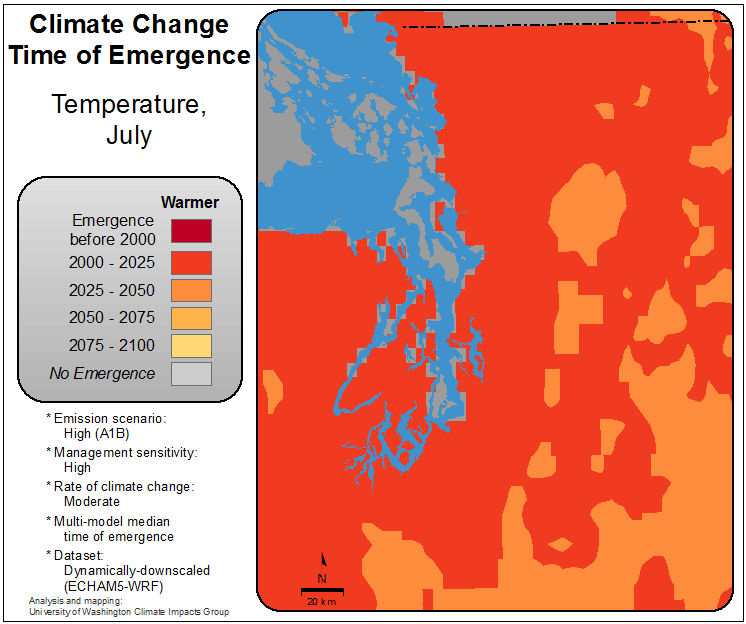 Climate Change
Time of Emergence
Temperature,
July
Warmer
Emergence
before 2000
2000 - 2025
2025 - 2050
2050 - 2075
2075 - 2100
No Emergence
* Emission scenario:
High (A1B)
* Management sensitivity:
High
* Rate of climate change:
Moderate
* Multi-model median
time of emergence
* Dataset:
Dynamically-downscaled
(ECHAM5-WRF)
Analysis and mapping:
University of Washington Climate Impacts Group
N
20 km